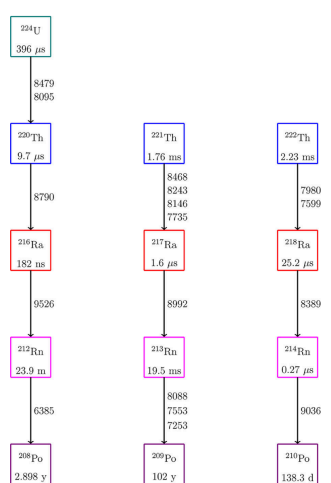 ²²⁴U
396 μs
8479
8095
²²⁰Th
9.7 μs
²²¹Th
1.76 ms
²²²Th
2.23 ms
8790
8468
8243
8146
7735
7980
7599
²¹⁶Ra
182 ns
²¹⁷Ra
1.6 μs
²¹⁸Ra
25.2 μs
9526
8992
8389
²¹²Rn
23.9 m
²¹³Rn
19.5 ms
²¹⁴Rn
0.27 μs
6385
8088
7553
7253
9036
²⁰⁸Po
2.898 y
²⁰⁹Po
102 y
²¹⁰Po
138.3 d